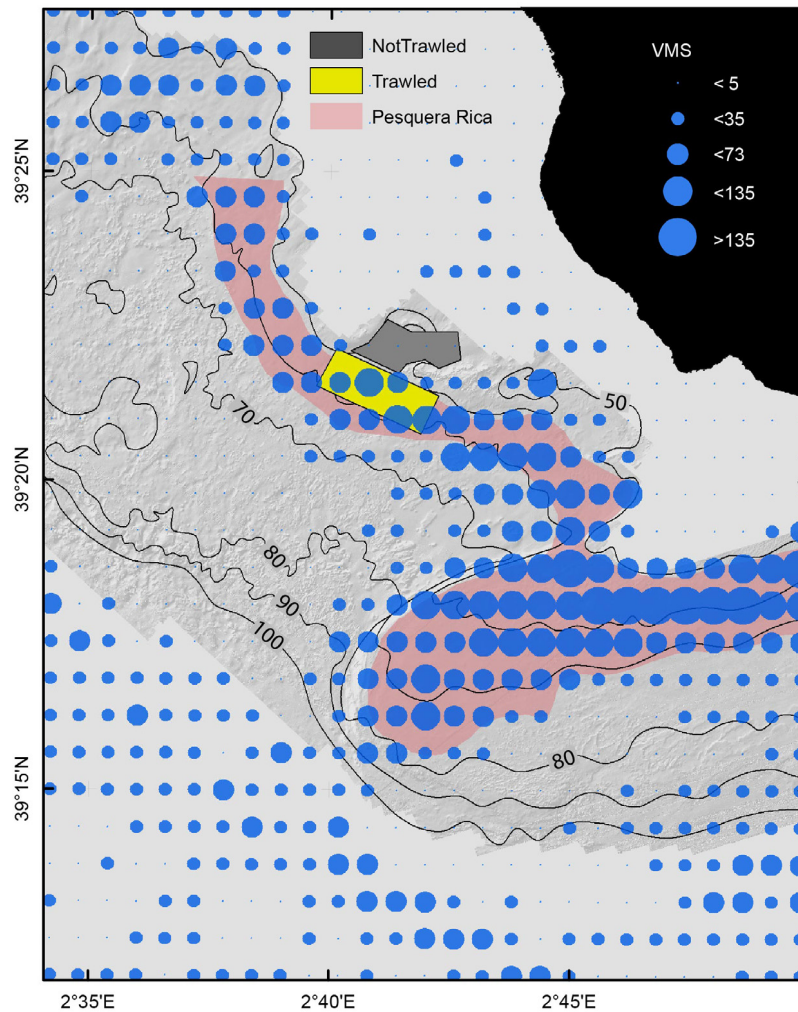 NotTrawled
Trawled
Pesquera Rica
VMS
< 5
<35
<73
<135
>135
39°25'N
39°20'N
39°15'N
50
70
80
90
100
80
2°35'E
2°40'E
2°45'E